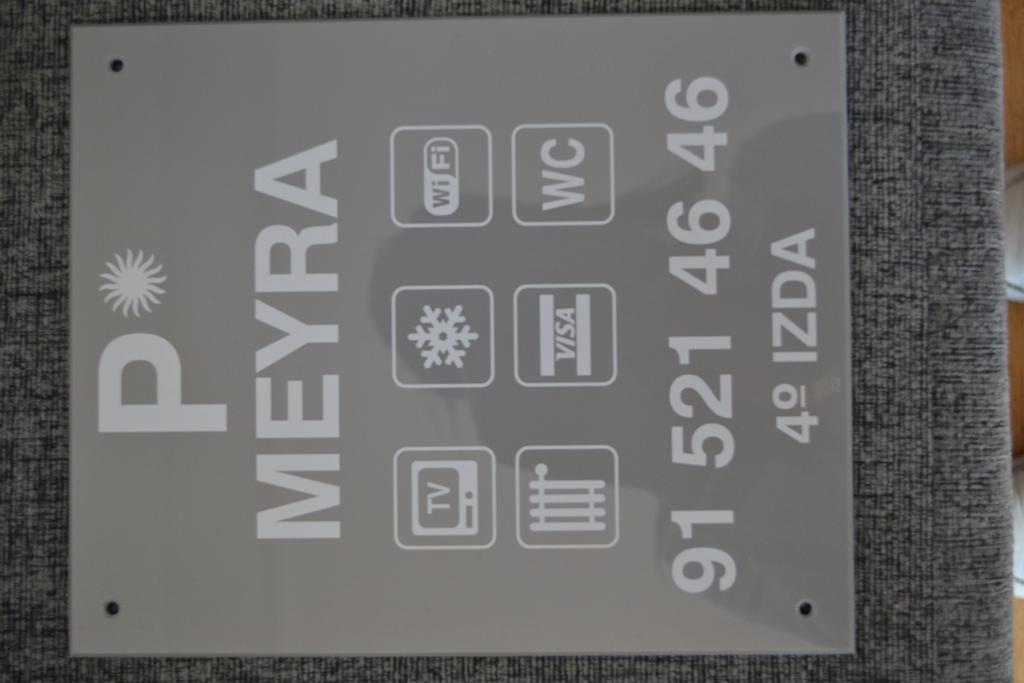 P
MEYRA
TV
WiFi
VISA
WC
91 521 46 46
4º IZDA